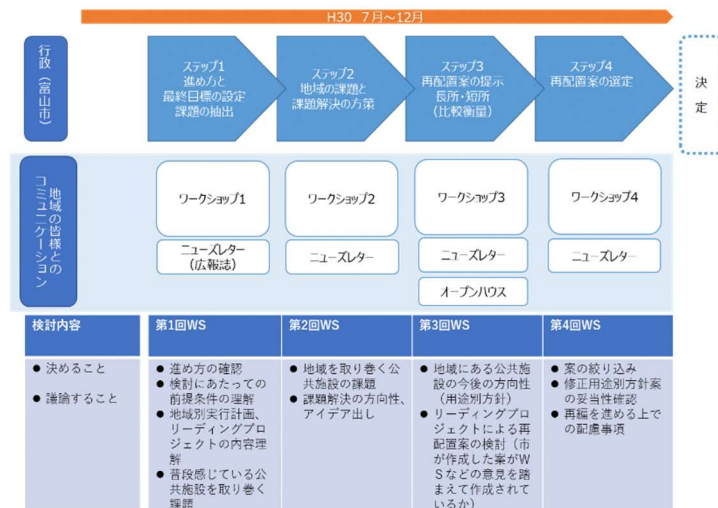 H30 7月～12月
行政（富山市）
ステップ1
進め方と
最終目標の設定
課題の抽出
ステップ2
地域の課題と
課題解決の方策
ステップ3
再配置案の提示
長所・短所
（比較衡量）
ステップ4
再配置案の選定
決定
地域の皆様との
コミュニケーション
ワークショップ1
ワークショップ2
ワークショップ3
ワークショップ4
ニューズレター
（広報誌）
ニューズレター
ニューズレター
ニューズレター
オープンハウス
検討内容
第1回WS
第2回WS
第3回WS
第4回WS
● 決めること
● 議論すること
● 進め方の確認
● 検討にあたっての
前提条件の理解
● 地域別実行計画、
リーディングプロ
ジェクトの内容理
解
● 普段感じている公
共施設を取り巻く
課題
● 地域を取り巻く公
共施設の課題
● 課題解決の方向性、
アイデア出し
● 地域にある公共施
設の今後の方向性
（用途別方針）
● リーディングプロ
ジェクトによる再
配置案の検討（市
が作成した案がW
Sなどの意見を踏
まえて作成されて
いるか）
● 案の絞り込み
● 修正用途別方針案
の妥当性確認
● 再編を進める上で
の配慮事項